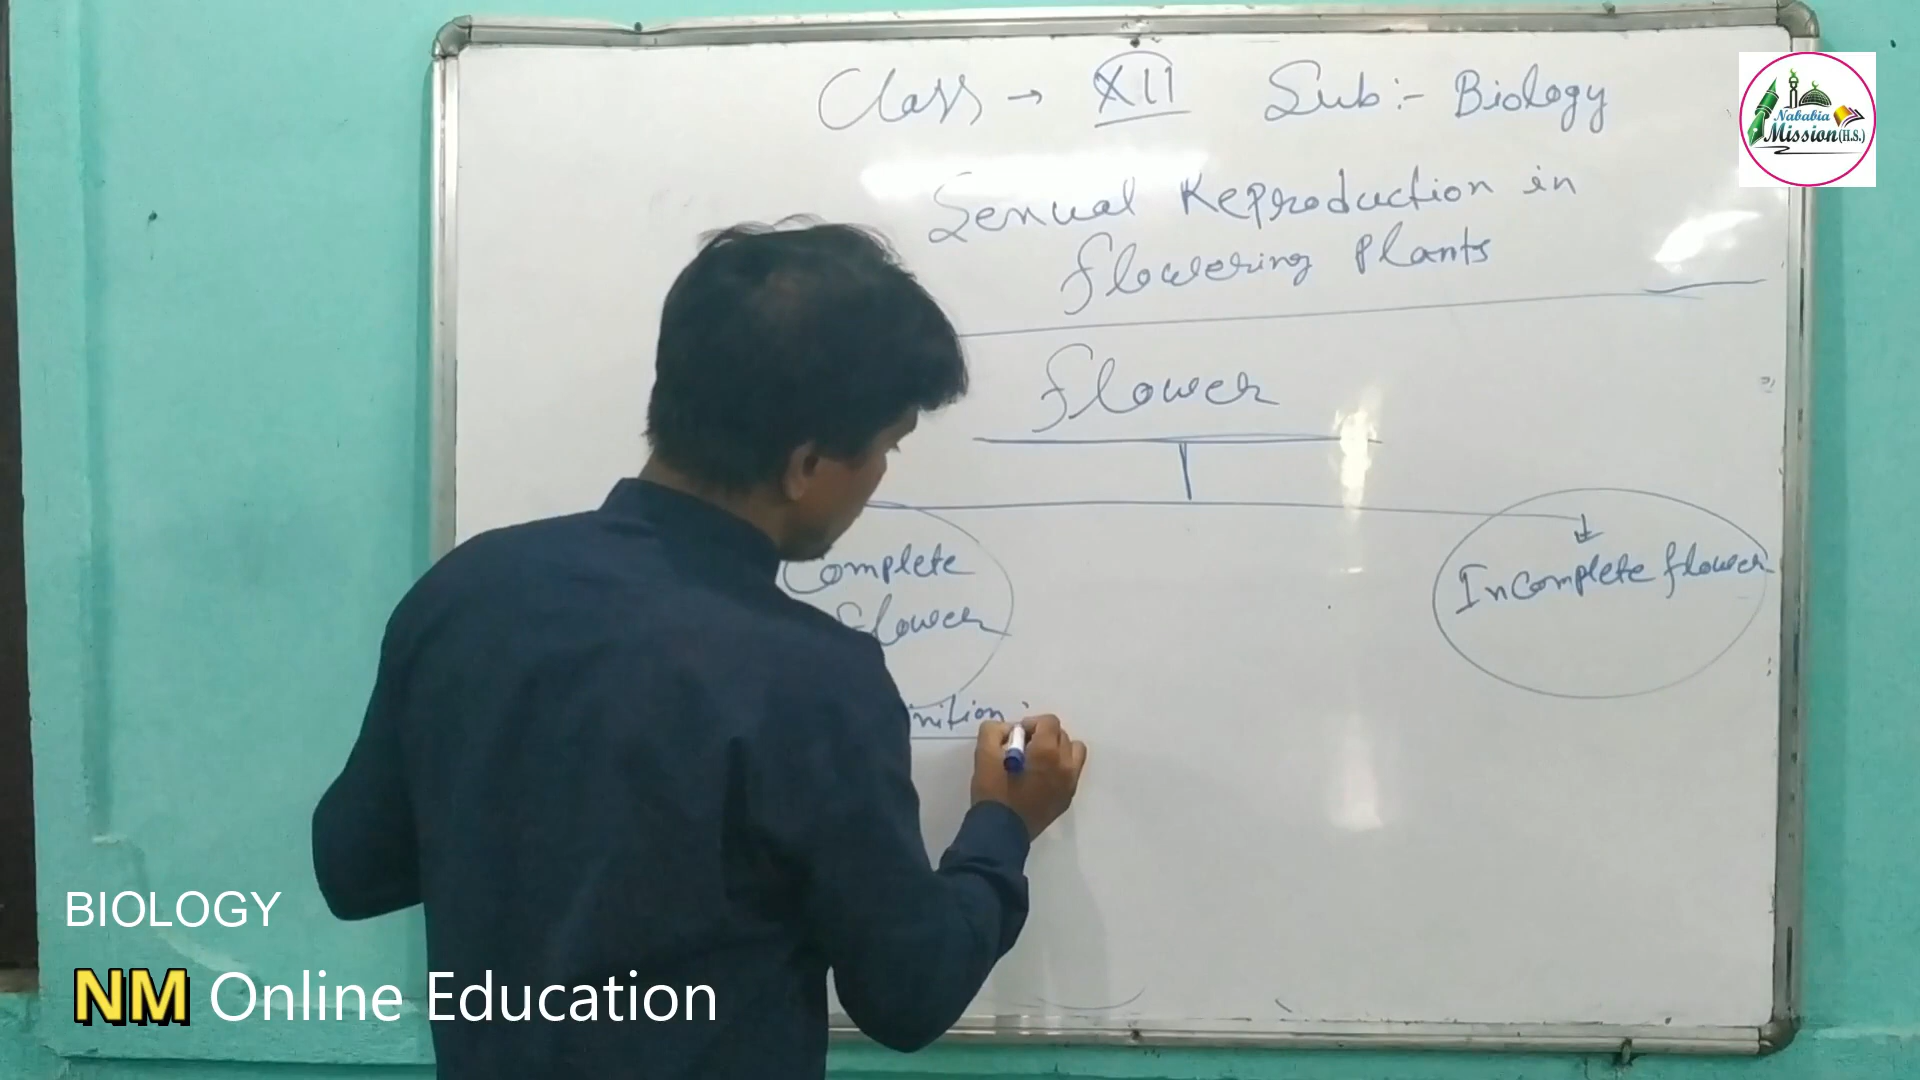 Class → XII Sub:- Biology
Sexual Reproduction in
flowering Plants
Flower
Complete
flower
Incomplete flower
nition :
Nababia
Mission (H.S.)
BIOLOGY
NM Online Education